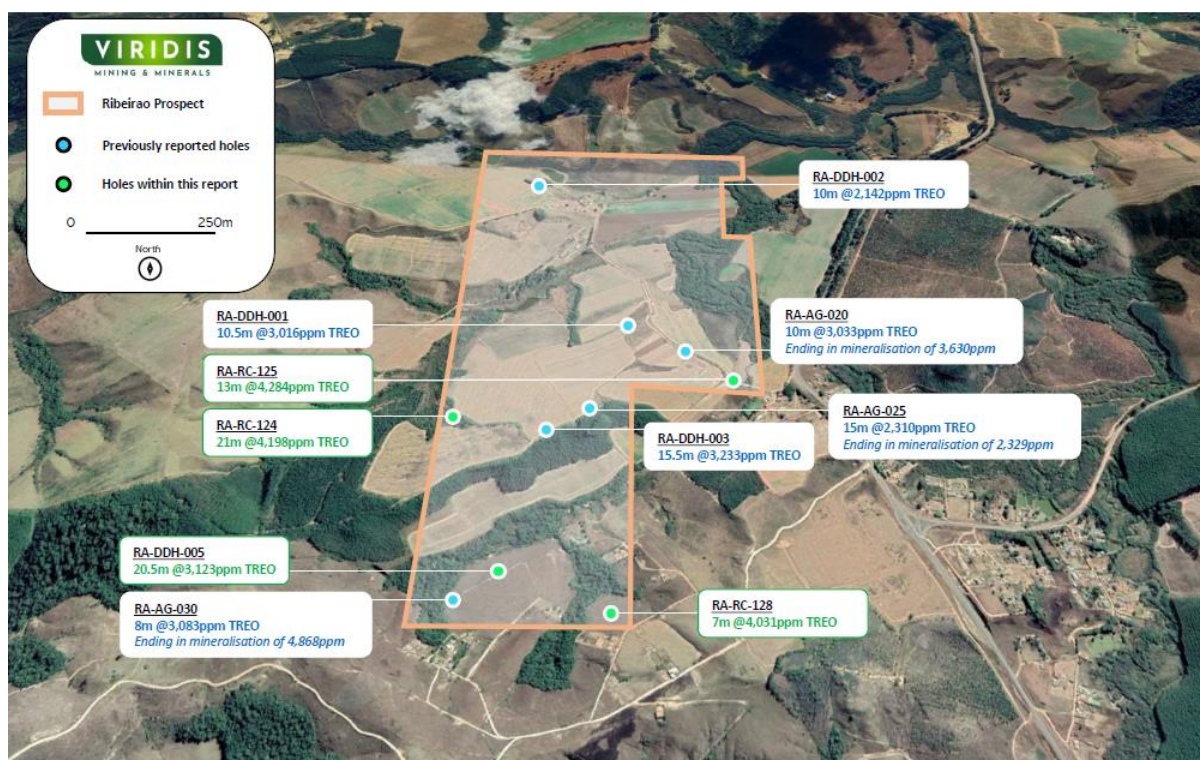 VIRIDIS
MINING & MINERALS
Ribeirao Prospect
Previously reported holes
Holes within this report
0 250m
North
RA-DDH-002
10m @2,142ppm TREO
RA-DDH-001
10.5m @3,016ppm TREO
RA-AG-020
10m @3,033ppm TREO
Ending in mineralisation of 3,630ppm
RA-RC-125
13m @4,284ppm TREO
RA-RC-124
21m @4,198ppm TREO
RA-AG-025
15m @2,310ppm TREO
Ending in mineralisation of 2,329ppm
RA-DDH-003
15.5m @3,233ppm TREO
RA-DDH-005
20.5m @3,123ppm TREO
RA-AG-030
8m @3,083ppm TREO
Ending in mineralisation of 4,868ppm
RA-RC-128
7m @4,031ppm TREO